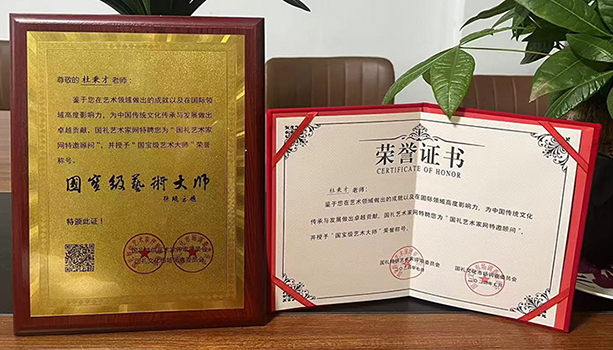 尊敬的杜秉才老师：
鉴于您在艺术领域做出的成就以及在国际领
域高度影响力，为中国传统文化传承与发展做出
卓越贡献，国礼艺术家网特聘您为“国礼艺术家
网特邀顾问”，并授予“国宝级艺术大师”荣誉
称号。
国宝級藝術大师
特颁此证！
荣誉证书
CERTIFICATE OF HONOR
杜秉才老师：
鉴于您在艺术领域做出的成就以及在国际领域高度影响力，为中国传统文化
传承与发展做出卓越贡献，国礼艺术家网特聘您为“国礼艺术家网特邀顾问”，
并授予“国宝级艺术大师”荣誉称号。